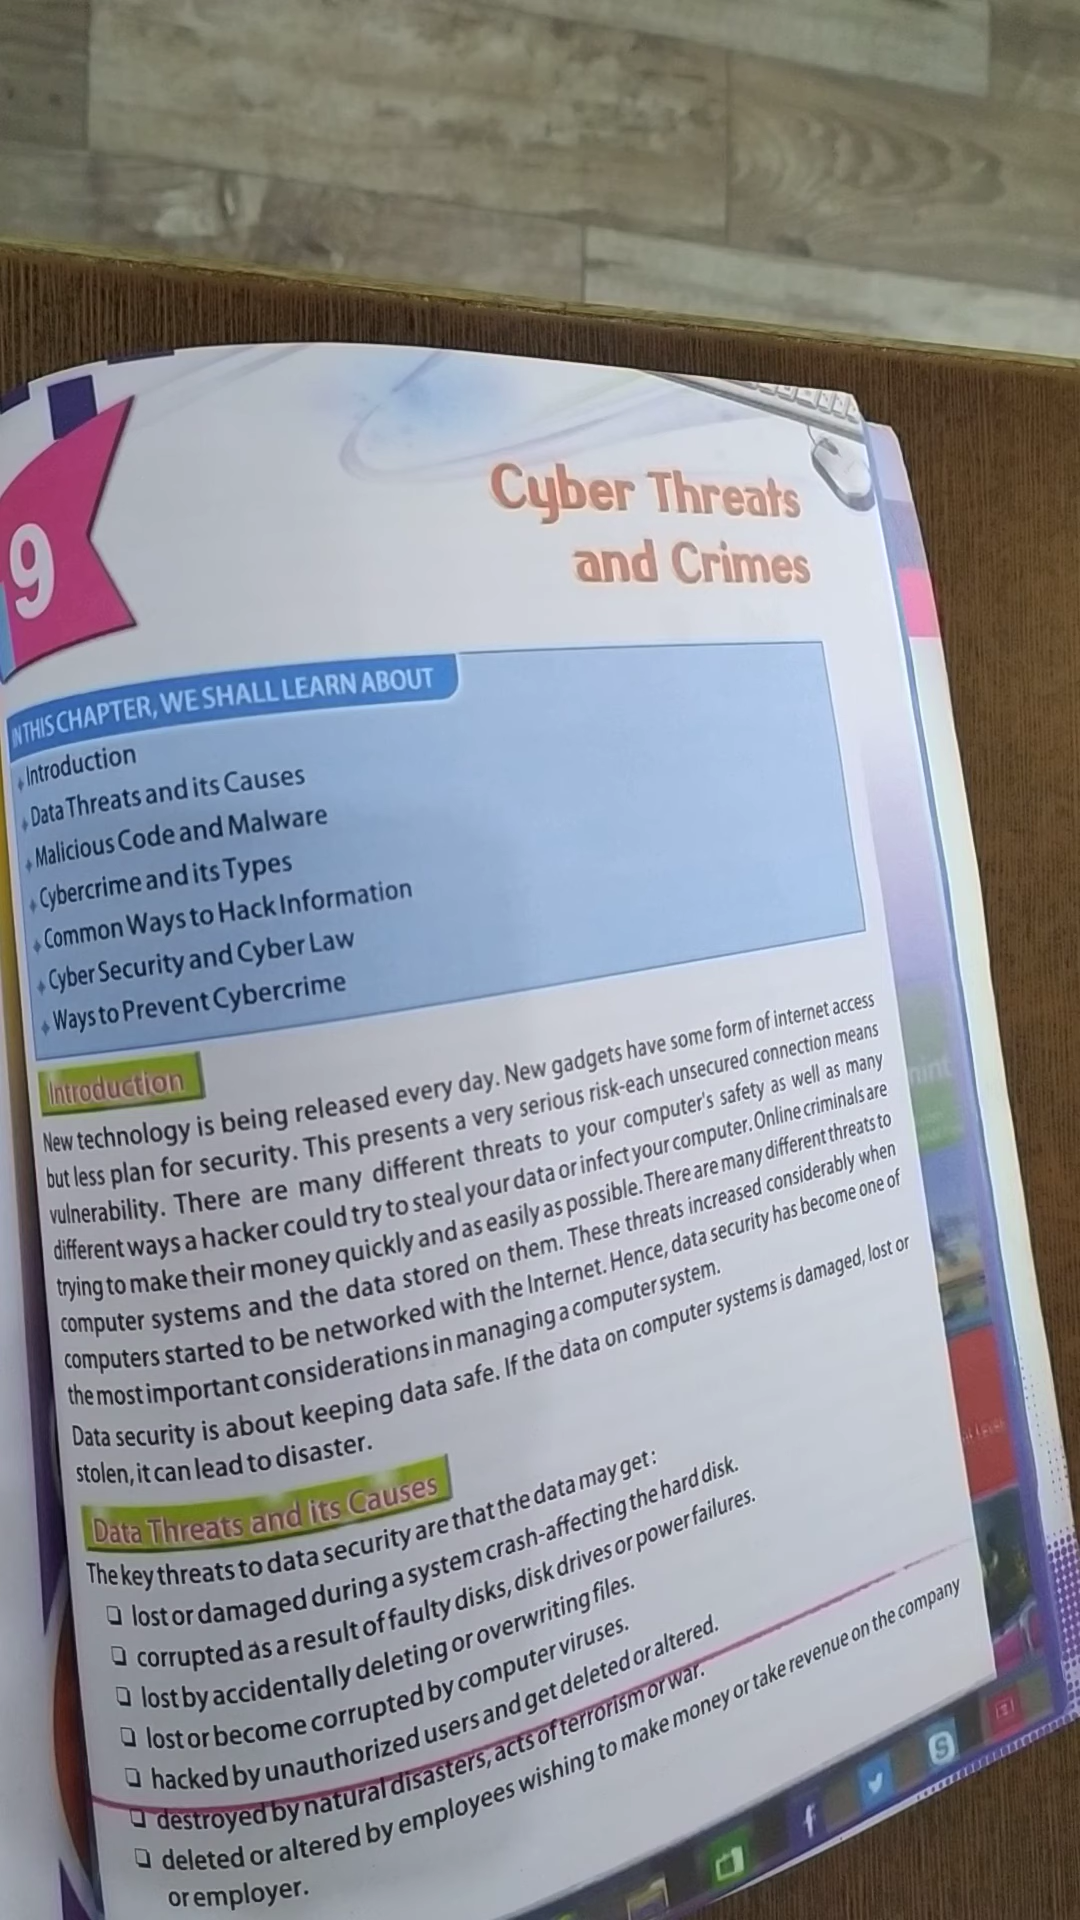 9
Cyber Threats
and Crimes
IN THIS CHAPTER, WE SHALL LEARN ABOUT
Introduction
Data Threats and its Causes
Malicious Code and Malware
Cybercrime and its Types
Common Ways to Hack Information
Cyber Security and Cyber Law
Ways to Prevent Cybercrime
Introduction
New technology is being released every day. New gadgets have some form of internet access
but less plan for security. This presents a very serious risk-each unsecured connection means
vulnerability. There are many different threats to your computer's safety as well as many
different ways a hacker could try to steal your data or infect your computer. Online criminals are
trying to make their money quickly and as easily as possible. There are many different threats to
computer systems and the data stored on them. These threats increased considerably when
computers started to be networked with the Internet. Hence, data security has become one of
the most important considerations in managing a computer system.
Data security is about keeping data safe. If the data on computer systems is damaged, lost or
stolen, it can lead to disaster.
Data Threats and its Causes
The key threats to data security are that the data may get:
❑ lost or damaged during a system crash-affecting the hard disk.
❑ corrupted as a result of faulty disks, disk drives or power failures.
❑ lost by accidentally deleting or overwriting files.
❑ lost or become corrupted by computer viruses.
❑ hacked by unauthorized users and get deleted or altered.
❑ destroyed by natural disasters, acts of terrorism or war.
❑ deleted or altered by employees wishing to make money or take revenue on the company
or employer.